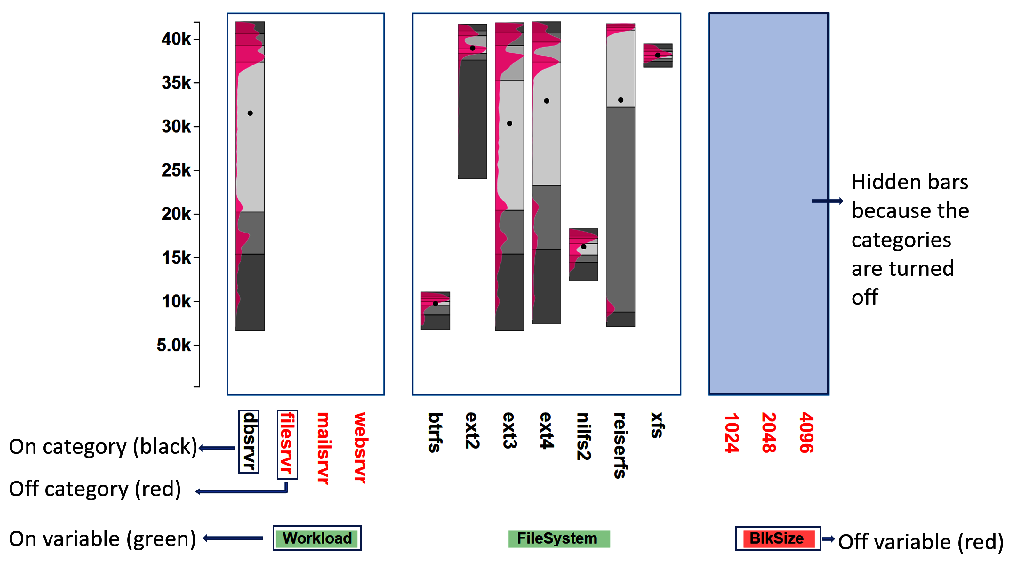 40k
35k
30k
25k
20k
15k
10k
5.0k
Hidden bars
because the
categories
are turned
off
dbsrvr
filesrvr
mailsrvr
websrvr
btrfs
ext2
ext3
ext4
nilfs2
reiserfs
xfs
1024
2048
4096
On category (black)
Off category (red)
On variable (green)
Workload
FileSystem
BlkSize
Off variable (red)